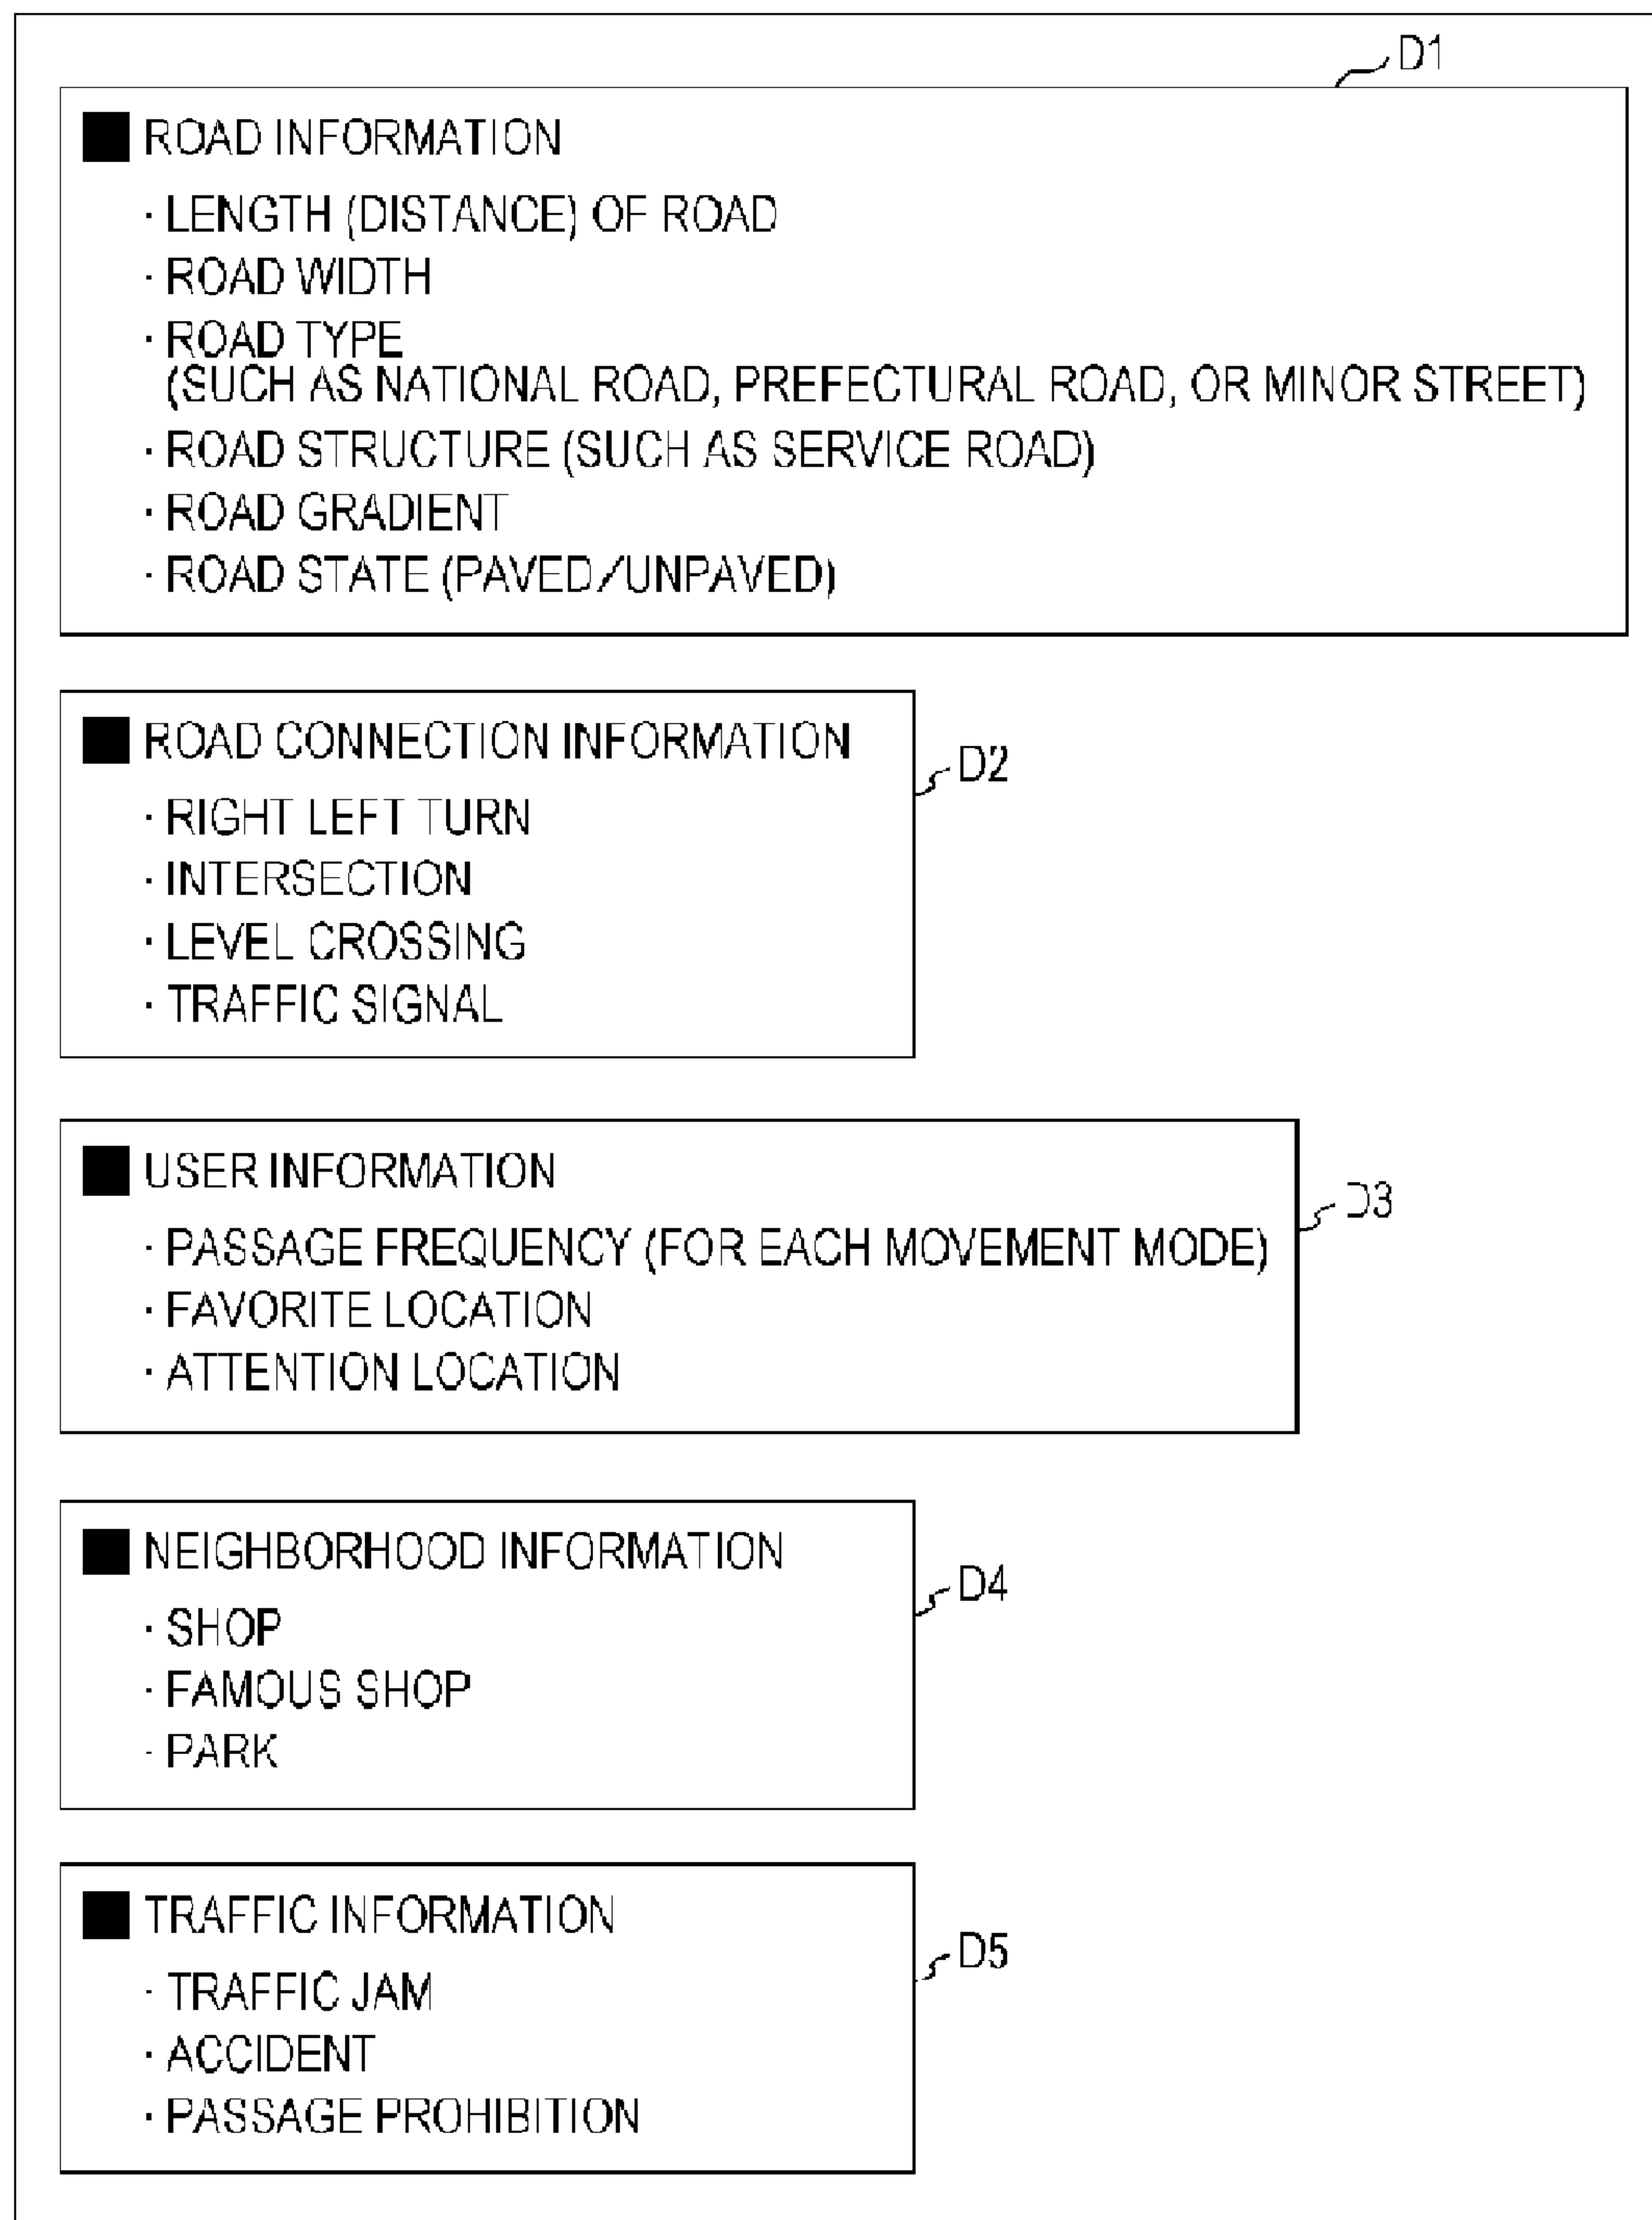 D1
■ ROAD INFORMATION
· LENGTH (DISTANCE) OF ROAD
· ROAD WIDTH
· ROAD TYPE
(SUCH AS NATIONAL ROAD, PREFECTURAL ROAD, OR MINOR STREET)
· ROAD STRUCTURE (SUCH AS SERVICE ROAD)
· ROAD GRADIENT
· ROAD STATE (PAVED/UNPAVED)
■ ROAD CONNECTION INFORMATION
D2
· RIGHT LEFT TURN
· INTERSECTION
· LEVEL CROSSING
· TRAFFIC SIGNAL
■ USER INFORMATION
D3
· PASSAGE FREQUENCY (FOR EACH MOVEMENT MODE)
· FAVORITE LOCATION
· ATTENTION LOCATION
■ NEIGHBORHOOD INFORMATION
D4
· SHOP
· FAMOUS SHOP
· PARK
■ TRAFFIC INFORMATION
D5
· TRAFFIC JAM
· ACCIDENT
· PASSAGE PROHIBITION